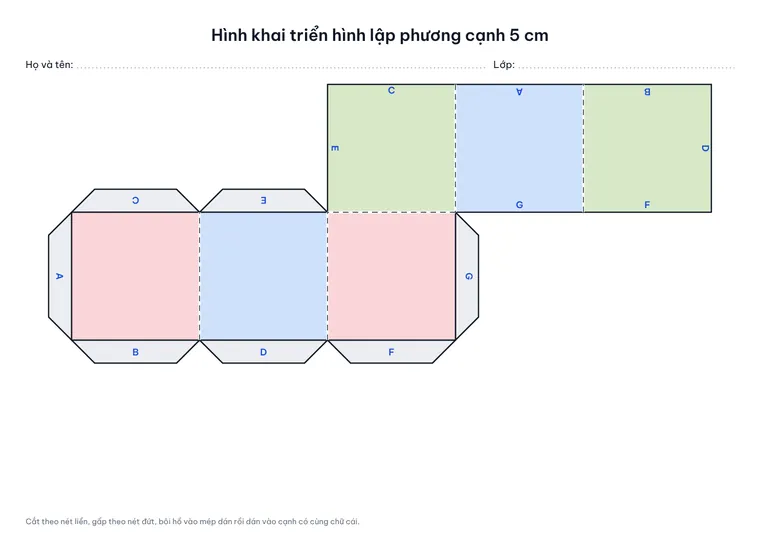 Hình khai triển hình lập phương cạnh 5 cm
Họ và tên: Lớp:
C A B
E D
G F
C E
A G
B D F
Cắt theo nét liền, gấp theo nét đứt, bôi hồ vào mép dán rồi dán vào cạnh có cùng chữ cái.